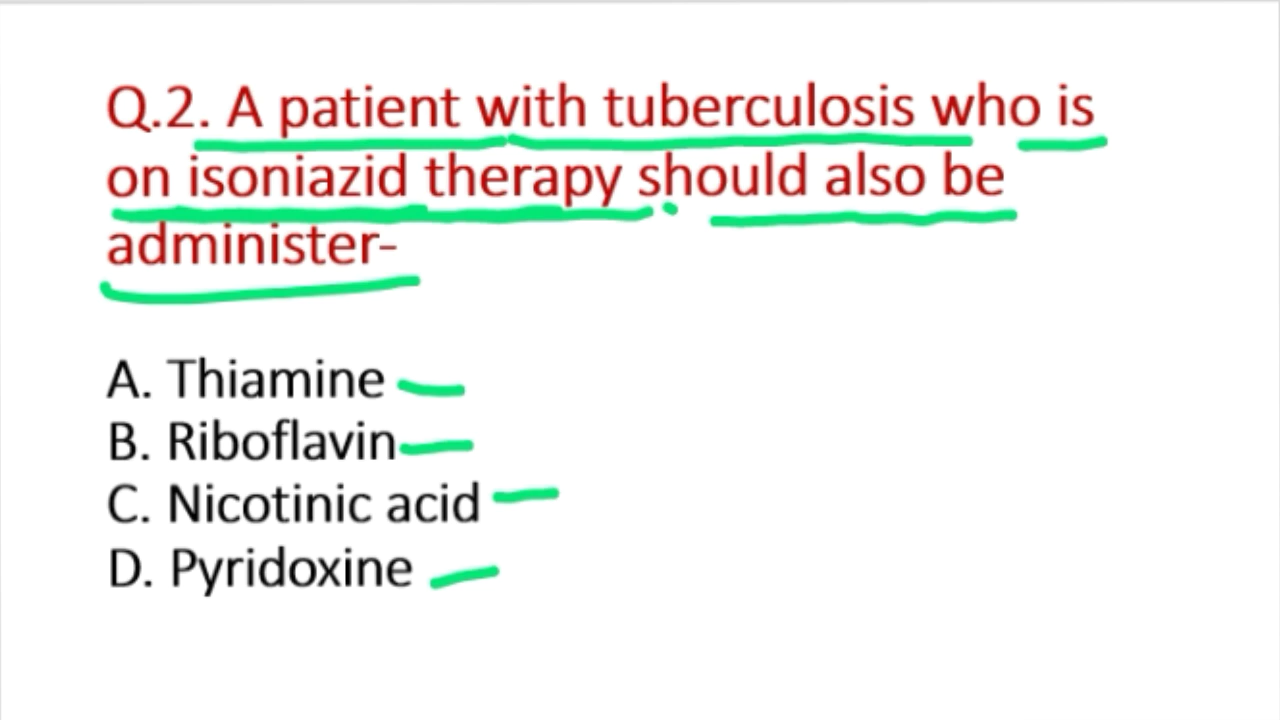 Q.2. A patient with tuberculosis who is
on isoniazid therapy should also be
administer-
A. Thiamine
B. Riboflavin
C. Nicotinic acid
D. Pyridoxine